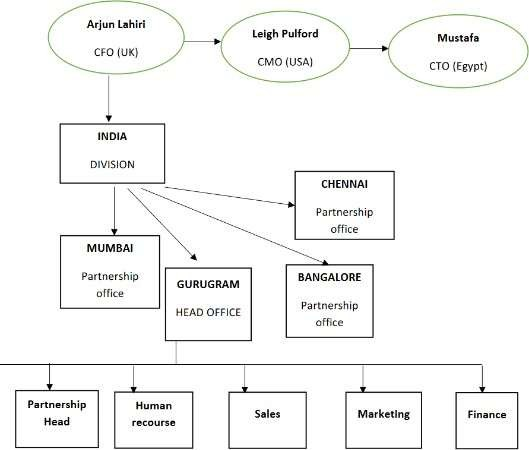 Arjun Lahiri
CFO (UK)
Leigh Pulford
CMO (USA)
Mustafa
CTO (Egypt)
INDIA
DIVISION
CHENNAI
Partnership
office
MUMBAI
Partnership
office
GURUGRAM
HEAD OFFICE
BANGALORE
Partnership
office
Partnership
Head
Human
recourse
Sales
Marketing
Finance